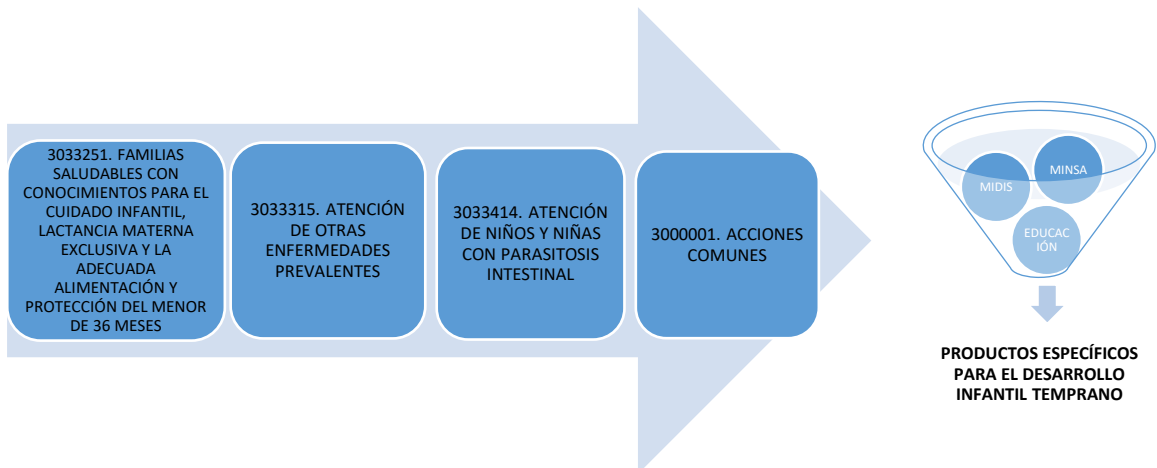 3033251. FAMILIAS
SALUDABLES CON
CONOCIMIENTOS PARA EL
CUIDADO INFANTIL,
LACTANCIA MATERNA
EXCLUSIVA Y LA
ADECUADA
ALIMENTACIÓN Y
PROTECCIÓN DEL MENOR
DE 36 MESES
3033315. ATENCIÓN
DE OTRAS
ENFERMEDADES
PREVALENTES
3033414. ATENCIÓN
DE NIÑOS Y NIÑAS
CON PARASITOSIS
INTESTINAL
3000001. ACCIONES
COMUNES
MIDIS
MINSA
EDUCAC
IÓN
PRODUCTOS ESPECÍFICOS
PARA EL DESARROLLO
INFANTIL TEMPRANO